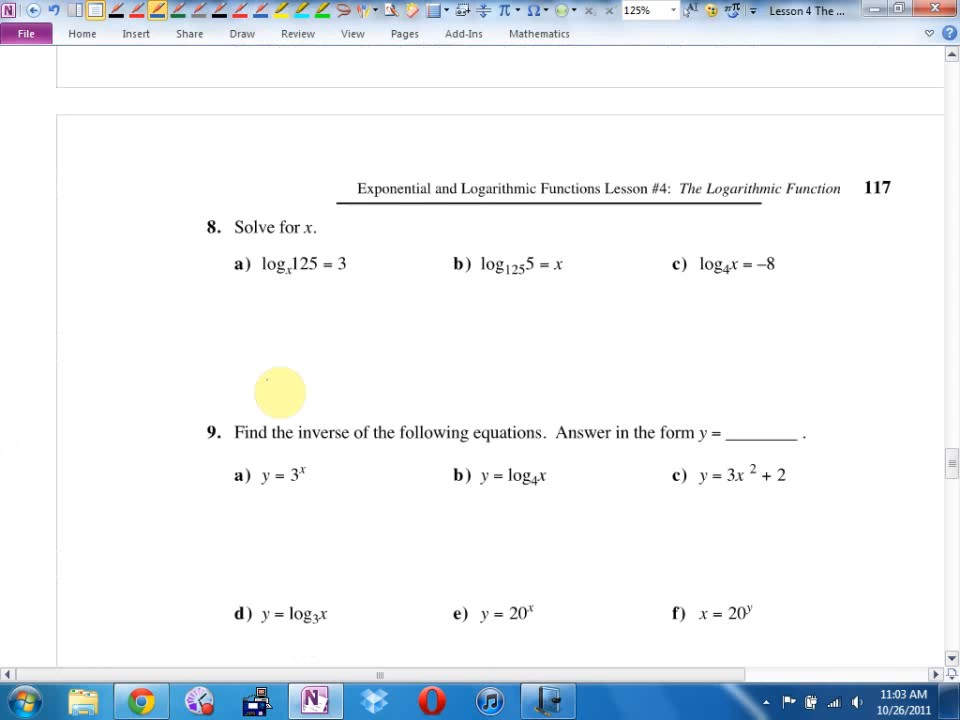 125% Lesson 4 The ...
File Home Insert Share Draw Review View Pages Add-Ins Mathematics
Exponential and Logarithmic Functions Lesson #4: The Logarithmic Function 117
8. Solve for x.
a) logₓ125 = 3 b) log₁₂₅5 = x c) log₄x = –8
9. Find the inverse of the following equations. Answer in the form y = ________ .
a) y = 3ˣ b) y = log₄x c) y = 3x ² + 2
d) y = log₃x e) y = 20ˣ f) x = 20ʸ
11:03 AM
10/26/2011